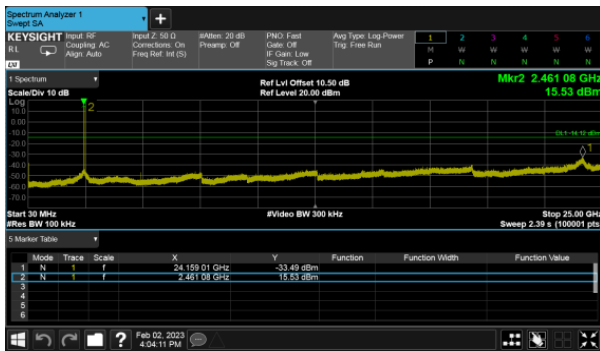 Spectrum Analyzer 1
Swept SA
+
KEYSIGHT Input: RF Input Z: 50 Ω #Atten: 20 dB PNO: Fast Avg Type: Log-Power 1 2 3 4 5 6
RL Coupling: AC Corrections: On Preamp: Off Gate: Off Trig: Free Run M W W W W W
Align: Auto Freq Ref: Int (S) IF Gain: Low
Sig Track: Off P N N N N N
LXI
1 Spectrum Ref Lvl Offset 10.50 dB Mkr2 2.461 08 GHz
Scale/Div 10 dB Ref Level 20.00 dBm 15.53 dBm
Log
10.0 2
0.00
-10.0 DL1 -14.12 dBm
-20.0
-30.0 1
-40.0
-50.0
-60.0
-70.0
Start 30 MHz #Video BW 300 kHz Stop 25.00 GHz
#Res BW 100 kHz Sweep 2.39 s (100001 pts)
5 Marker Table
Mode Trace Scale X Y Function Function Width Function Value
1 N 1 f 24.159 01 GHz -33.49 dBm
2 N 1 f 2.461 08 GHz 15.53 dBm
3
4
5
6
? Feb 02, 2023
4:04:11 PM